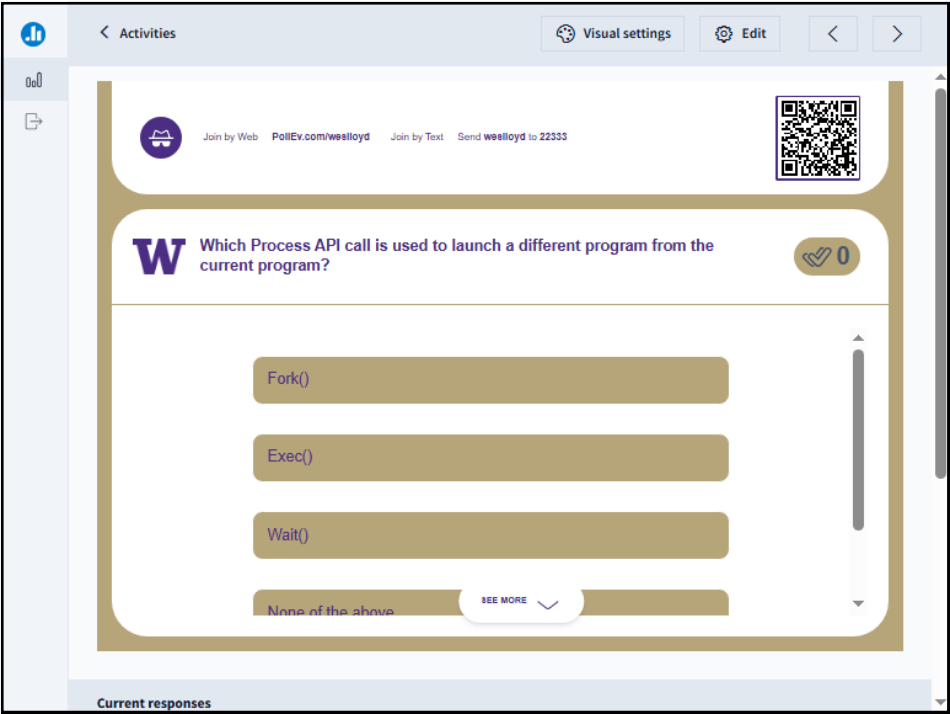 Activities
Visual settings
Edit
Join by Web PollEv.com/weslloyd Join by Text Send weslloyd to 22333
W
Which Process API call is used to launch a different program from the
current program?
0
Fork()
Exec()
Wait()
None of the above
SEE MORE
Current responses